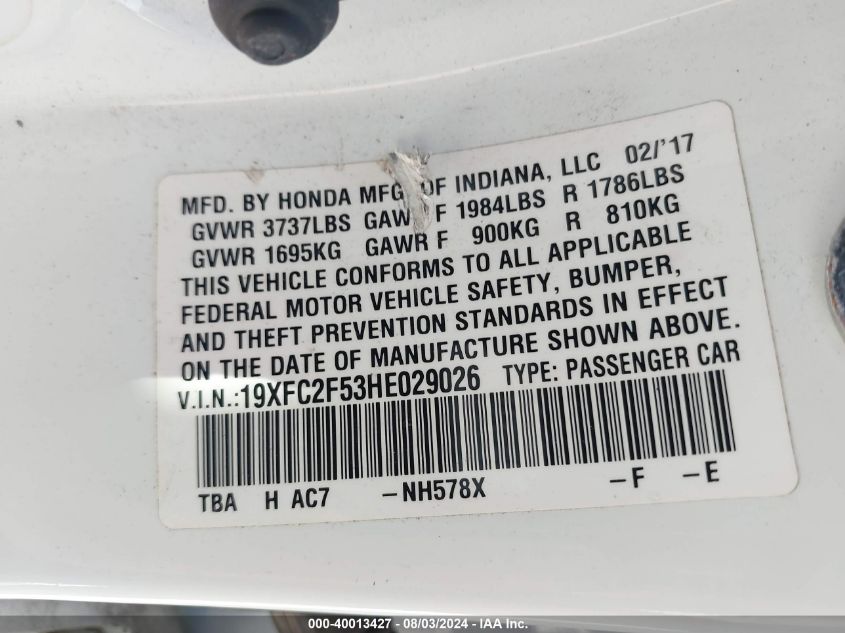 MFD. BY HONDA MFG OF INDIANA, LLC 02/'17
GVWR 3737LBS GAWR F 1984LBS R 1786LBS
GVWR 1695KG GAWR F 900KG R 810KG
THIS VEHICLE CONFORMS TO ALL APPLICABLE
FEDERAL MOTOR VEHICLE SAFETY, BUMPER,
AND THEFT PREVENTION STANDARDS IN EFFECT
ON THE DATE OF MANUFACTURE SHOWN ABOVE.
V.I.N.:19XFC2F53HE029026 TYPE: PASSENGER CAR
TBA H AC7 -NH578X -F -E
000-40013427 - 08/03/2024 - IAA Inc.